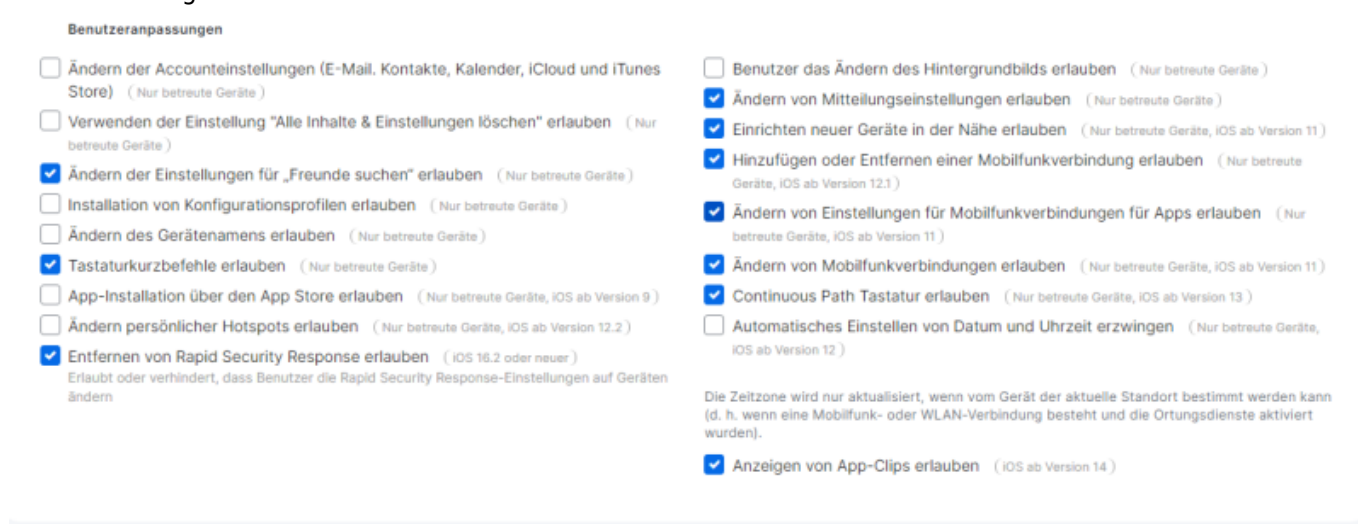 Benutzeranpassungen
Ändern der Accounteinstellungen (E-Mail. Kontakte, Kalender, iCloud und iTunes
Store) (Nur betreute Geräte)
Verwenden der Einstellung "Alle Inhalte & Einstellungen löschen" erlauben (Nur
betreute Geräte)
Ändern der Einstellungen für „Freunde suchen" erlauben (Nur betreute Geräte)
Installation von Konfigurationsprofilen erlauben (Nur betreute Geräte)
Ändern des Gerätenamens erlauben (Nur betreute Geräte)
Tastaturkurzbefehle erlauben (Nur betreute Geräte)
App-Installation über den App Store erlauben (Nur betreute Geräte, iOS ab Version 9)
Ändern persönlicher Hotspots erlauben (Nur betreute Geräte, iOS ab Version 12.2)
Entfernen von Rapid Security Response erlauben (iOS 16.2 oder neuer)
Erlaubt oder verhindert, dass Benutzer die Rapid Security Response-Einstellungen auf Geräten
ändern
Benutzer das Ändern des Hintergrundbilds erlauben (Nur betreute Geräte)
Ändern von Mitteilungseinstellungen erlauben (Nur betreute Geräte)
Einrichten neuer Geräte in der Nähe erlauben (Nur betreute Geräte, iOS ab Version 11)
Hinzufügen oder Entfernen einer Mobilfunkverbindung erlauben (Nur betreute
Geräte, iOS ab Version 12.1)
Ändern von Einstellungen für Mobilfunkverbindungen für Apps erlauben (Nur
betreute Geräte, iOS ab Version 11)
Ändern von Mobilfunkverbindungen erlauben (Nur betreute Geräte, iOS ab Version 11)
Continuous Path Tastatur erlauben (Nur betreute Geräte, iOS ab Version 13)
Automatisches Einstellen von Datum und Uhrzeit erzwingen (Nur betreute Geräte,
iOS ab Version 12)
Die Zeitzone wird nur aktualisiert, wenn vom Gerät der aktuelle Standort bestimmt werden kann
(d. h. wenn eine Mobilfunk- oder WLAN-Verbindung besteht und die Ortungsdienste aktiviert
wurden).
Anzeigen von App-Clips erlauben (iOS ab Version 14)